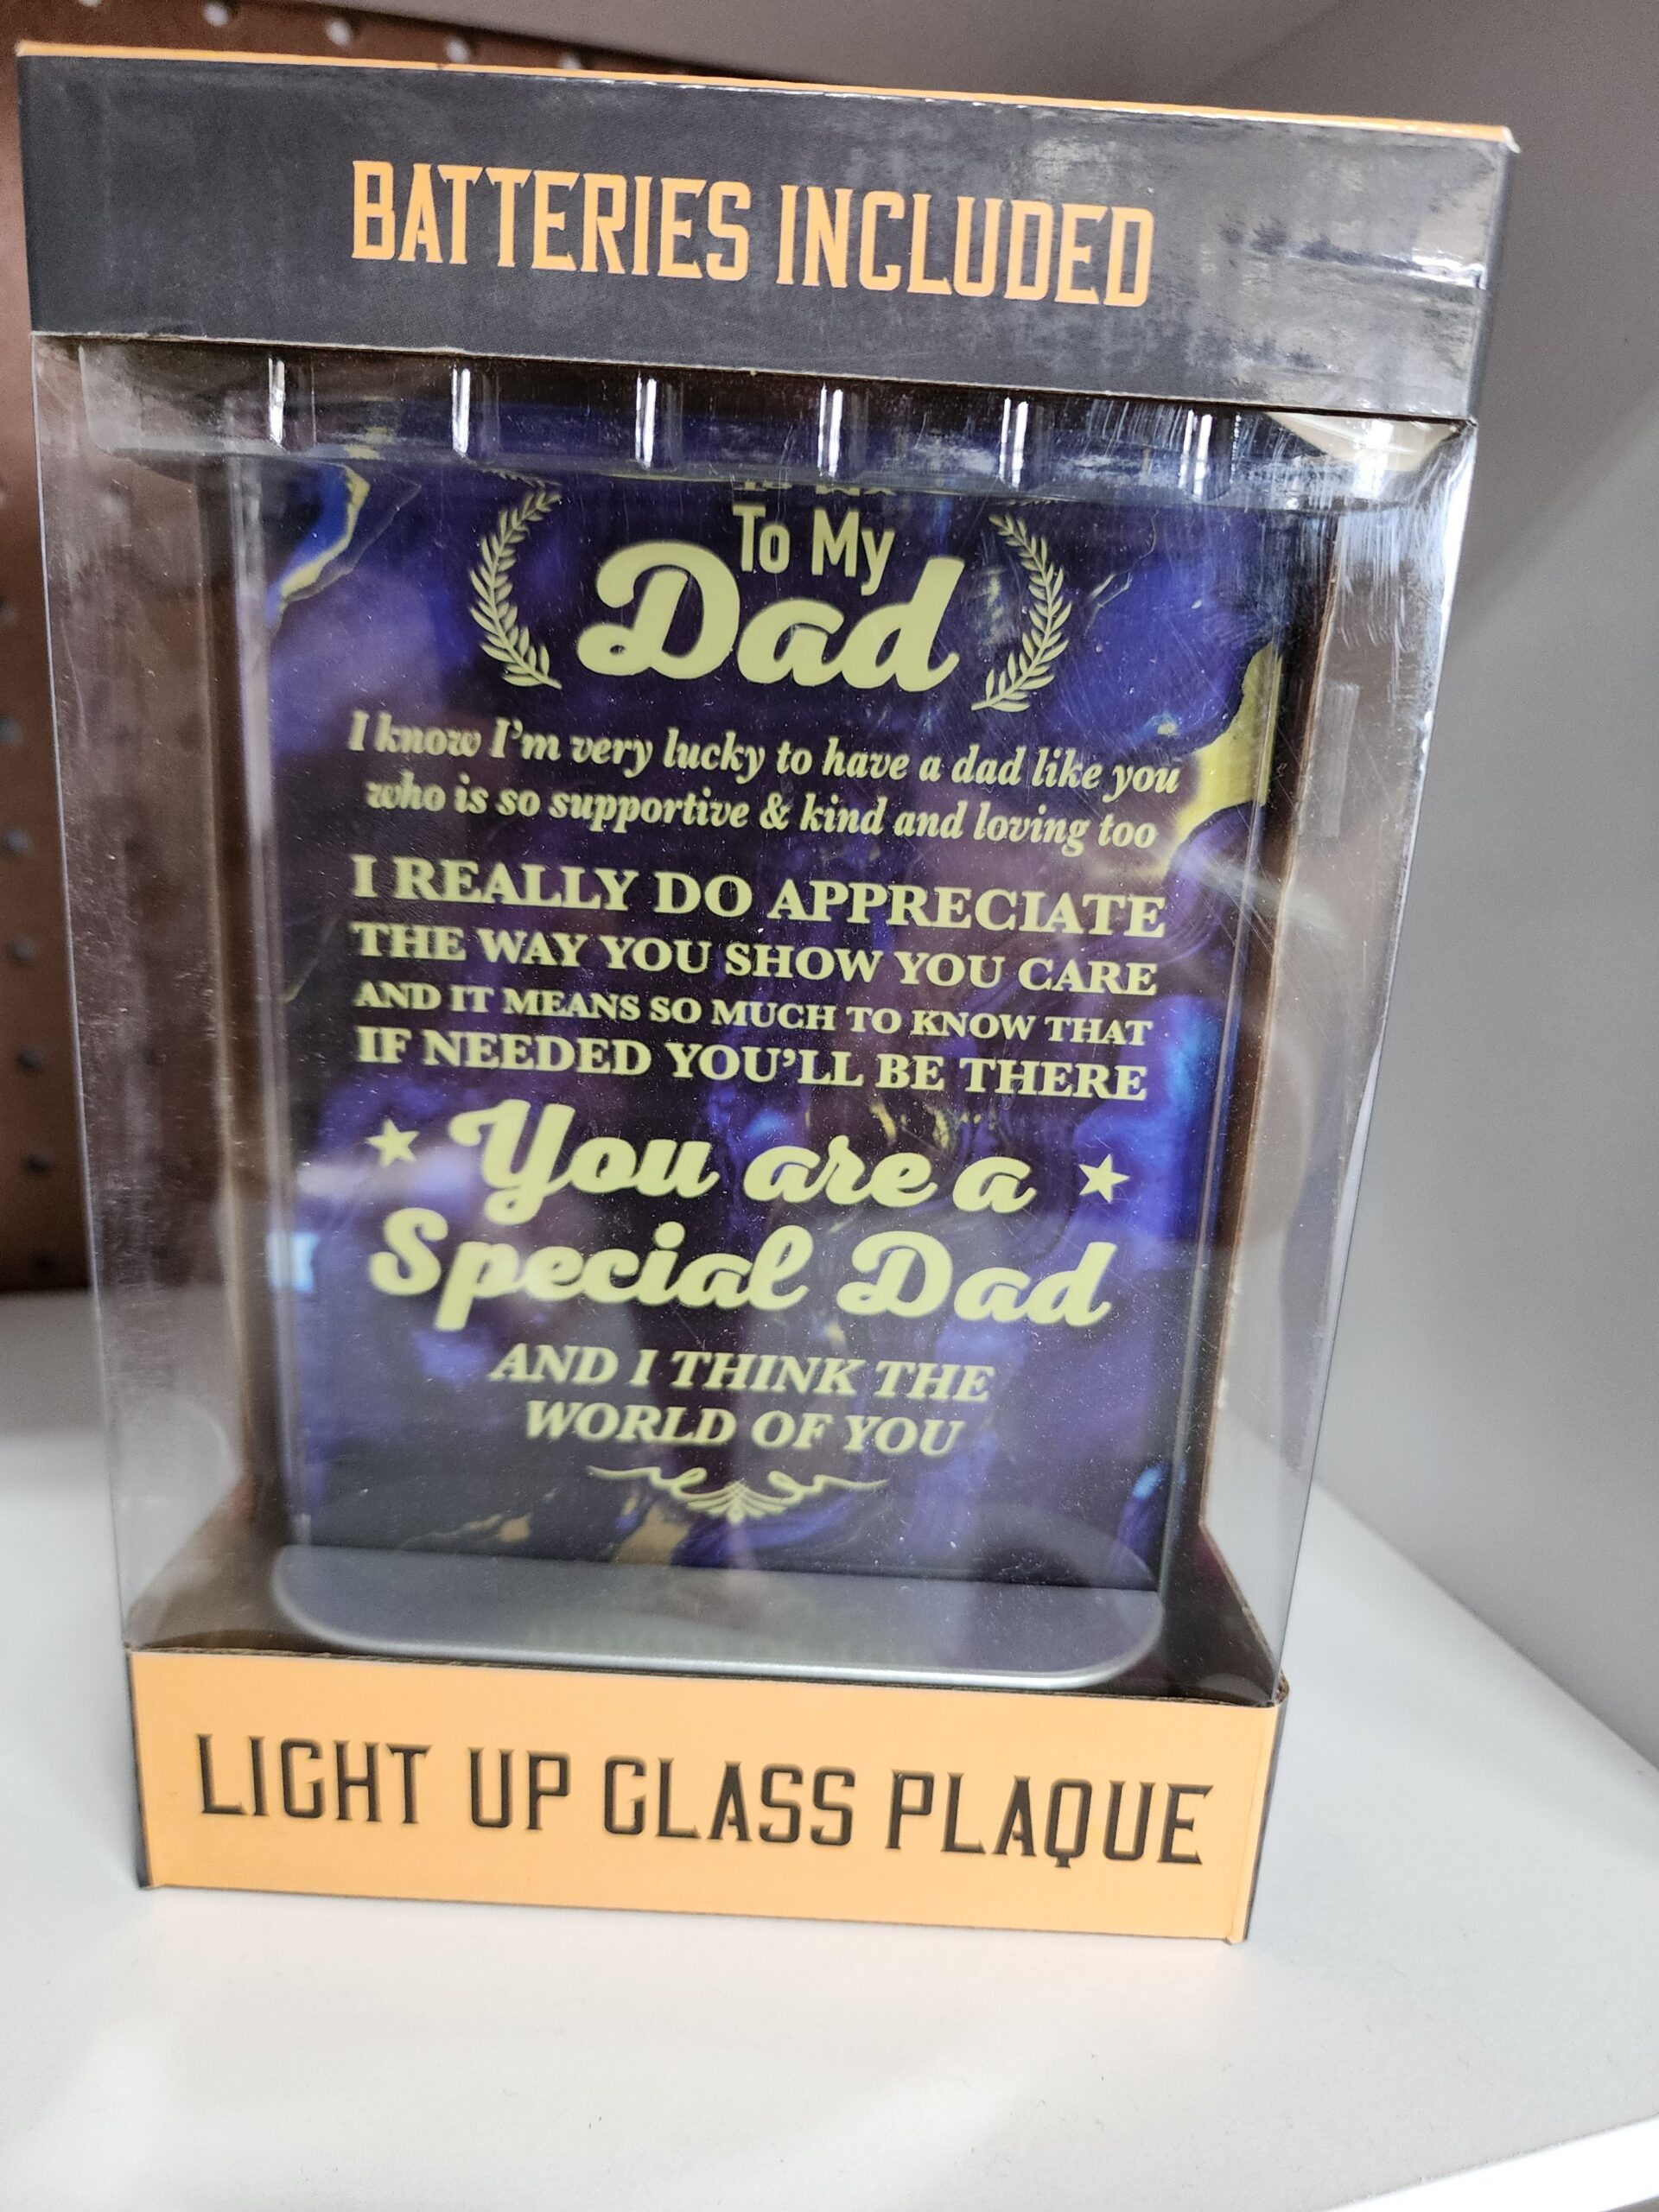 BATTERIES INCLUDED
To My
Dad
I know I'm very lucky to have a dad like you
who is so supportive & kind and loving too
I REALLY DO APPRECIATE
THE WAY YOU SHOW YOU CARE
AND IT MEANS SO MUCH TO KNOW THAT
IF NEEDED YOU'LL BE THERE
You are a
Special Dad
AND I THINK THE
WORLD OF YOU
LIGHT UP GLASS PLAQUE